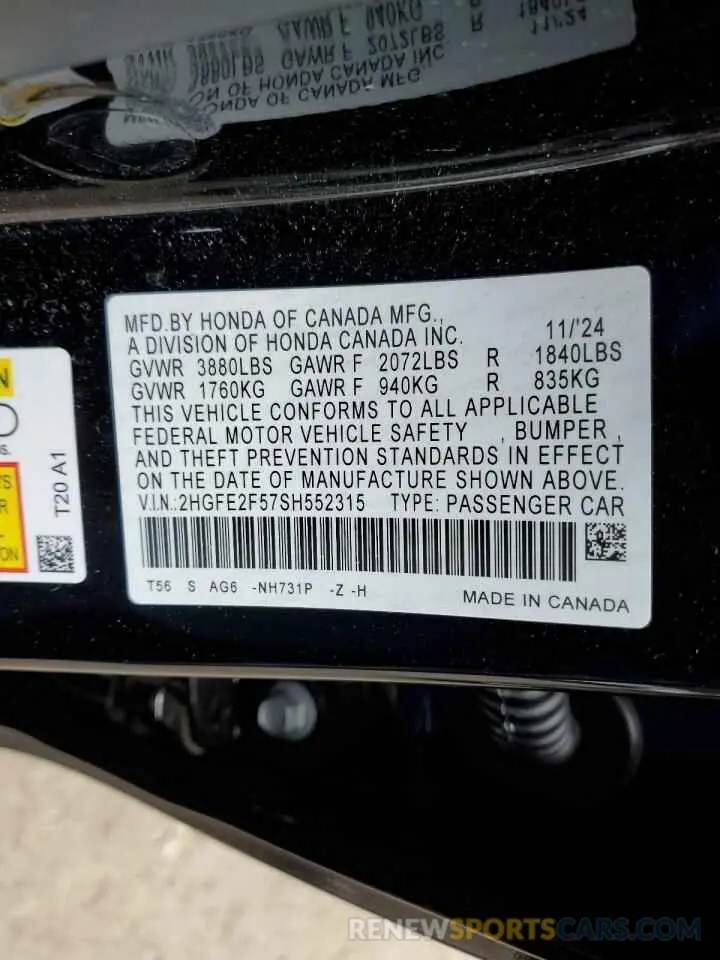 MFD.BY HONDA OF CANADA MFG.,
A DIVISION OF HONDA CANADA INC. 11/'24
GVWR 3880LBS GAWR F 2072LBS R 1840LBS
GVWR 1760KG GAWR F 940KG R 835KG
THIS VEHICLE CONFORMS TO ALL APPLICABLE
FEDERAL MOTOR VEHICLE SAFETY , BUMPER ,
AND THEFT PREVENTION STANDARDS IN EFFECT
ON THE DATE OF MANUFACTURE SHOWN ABOVE.
V.I.N.:2HGFE2F57SH552315 TYPE: PASSENGER CAR
T56 S AG6 -NH731P -Z -H
MADE IN CANADA
T20 A1
RENEWSPORTSCARS.COM